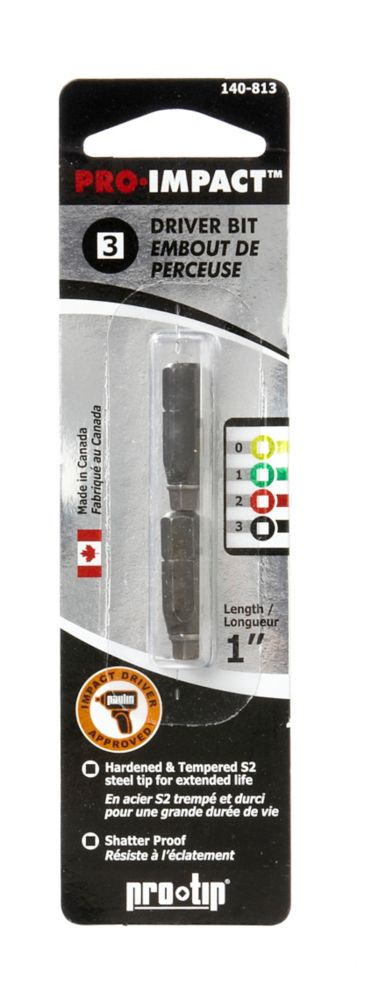 140-813
PRO•IMPACT™
3
DRIVER BIT
EMBOUT DE
PERCEUSE
Made in Canada
Fabriqué au Canada
0
1
2
3
Length /
Longueur
1"
IMPACT DRIVER
paulin
APPROVED!
Hardened & Tempered S2
steel tip for extended life
En acier S2 trempé et durci
pour une grande durée de vie
Shatter Proof
Résiste à l'éclatement
pro•tip®